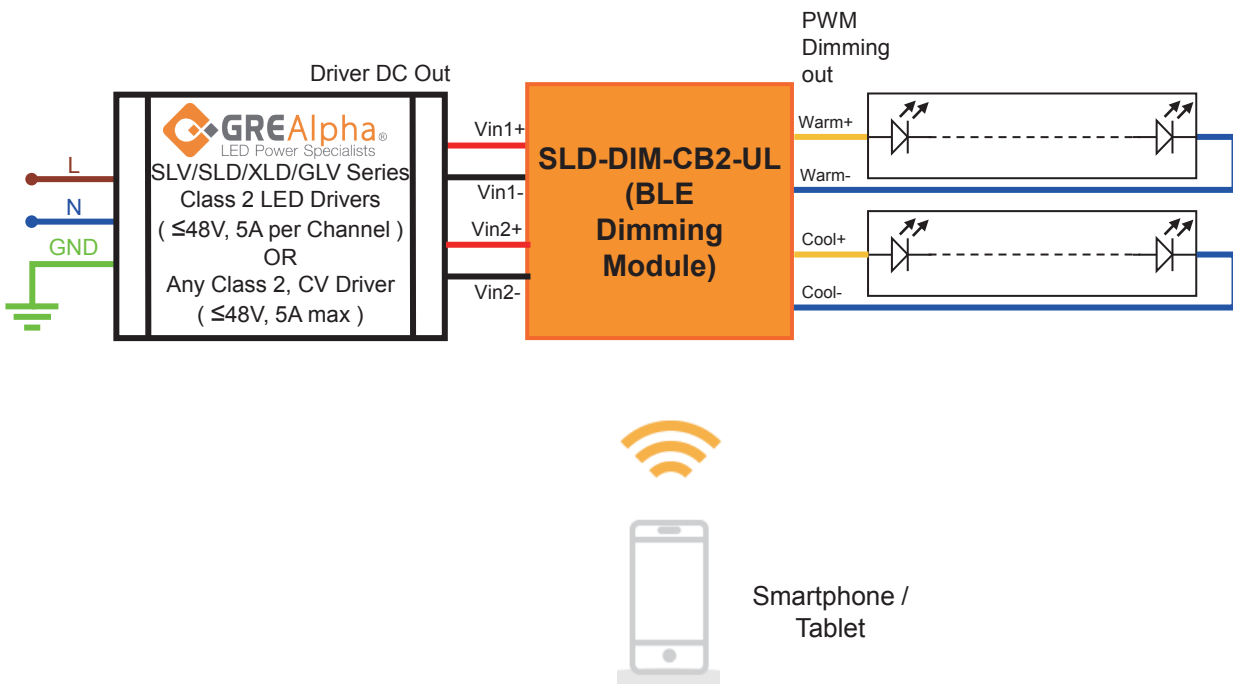 PWM
Dimming
out
Driver DC Out
GREAlpha®
LED Power Specialists
SLV/SLD/XLD/GLV Series
Class 2 LED Drivers
( ≤48V, 5A per Channel )
OR
Any Class 2, CV Driver
( ≤48V, 5A max )
L
N
GND
Vin1+
Vin1-
Vin2+
Vin2-
SLD-DIM-CB2-UL
(BLE
Dimming
Module)
Warm+
Warm-
Cool+
Cool-
Smartphone /
Tablet